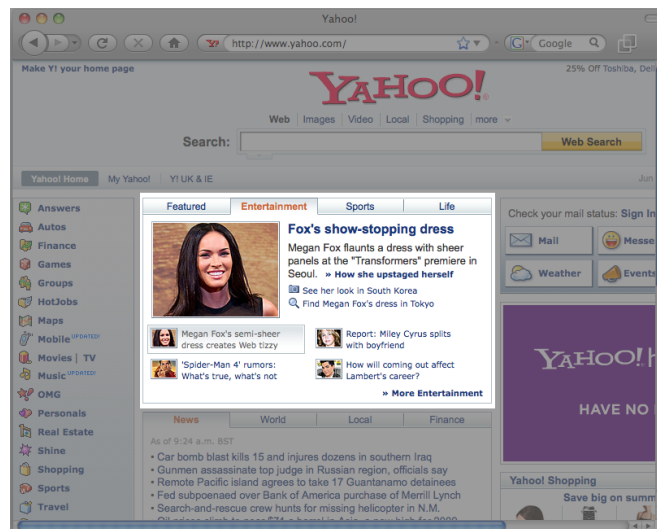 Yahoo!
http://www.yahoo.com/
Google
Make Y! your home page
25% Off Toshiba, Dell
YAHOO!
Web Images Video Local Shopping more
Search:
Web Search
Yahoo! Home My Yahoo! Y! UK & IE
Jun
Answers
Autos
Finance
Games
Groups
HotJobs
Maps
Mobile UPDATED!
Movies | TV
Music UPDATED!
OMG
Personals
Real Estate
Shine
Shopping
Sports
Travel
Featured Entertainment Sports Life
Fox's show-stopping dress
Megan Fox flaunts a dress with sheer
panels at the "Transformers" premiere in
Seoul. » How she upstaged herself
See her look in South Korea
Find Megan Fox's dress in Tokyo
Megan Fox's semi-sheer
dress creates Web tizzy
Report: Miley Cyrus splits
with boyfriend
'Spider-Man 4' rumors:
What's true, what's not
How will coming out affect
Lambert's career?
» More Entertainment
News World Local Finance
As of 9:24 a.m. BST
• Car bomb blast kills 15 and injures dozens in southern Iraq
• Gunmen assassinate top judge in Russian region, officials say
• Remote Pacific island agrees to take 17 Guantanamo detainees
• Fed subpoenaed over Bank of America purchase of Merrill Lynch
• Search-and-rescue crew hunts for missing helicopter in N.M.
Check your mail status: Sign In
Mail
Messe
Weather
Events
YAHOO! h
HAVE NO
Yahoo! Shopping
Save big on summ